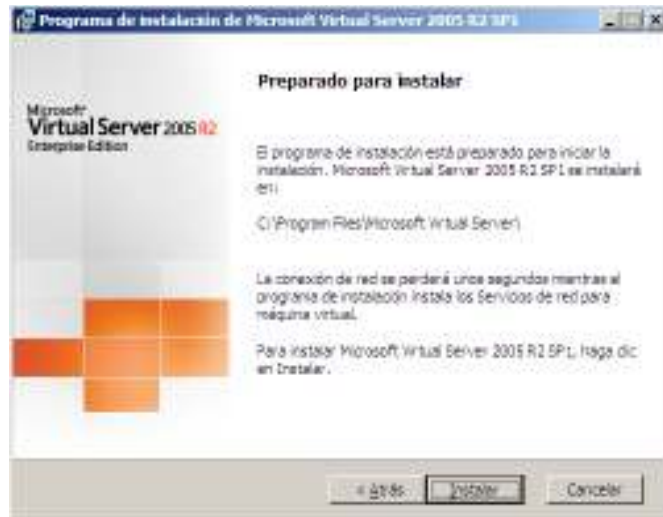 Programa de instalación de Microsoft Virtual Server 2005 R2 SP1
Preparado para instalar
Microsoft
Virtual Server 2005 R2
Enterprise Edition
El programa de instalación está preparado para iniciar la
instalación. Microsoft Virtual Server 2005 R2 SP1 se instalará
en:
C:\Program Files\Microsoft Virtual Server\
La conexión de red se perderá unos segundos mientras el
programa de instalación instala los Servicios de red para
máquina virtual.
Para instalar Microsoft Virtual Server 2005 R2 SP1, haga clic
en Instalar.
< Atrás
Instalar
Cancelar